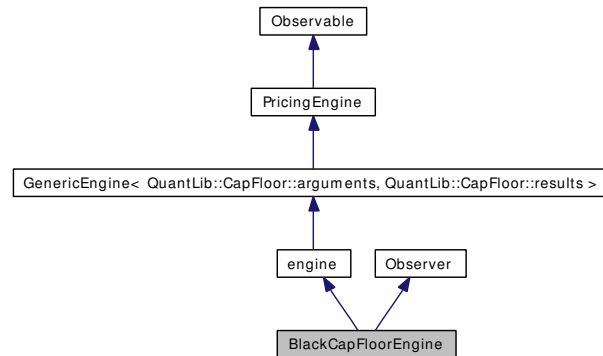 Observable
PricingEngine
GenericEngine< QuantLib::CapFloor::arguments, QuantLib::CapFloor::results >
engine
Observer
BlackCapFloorEngine